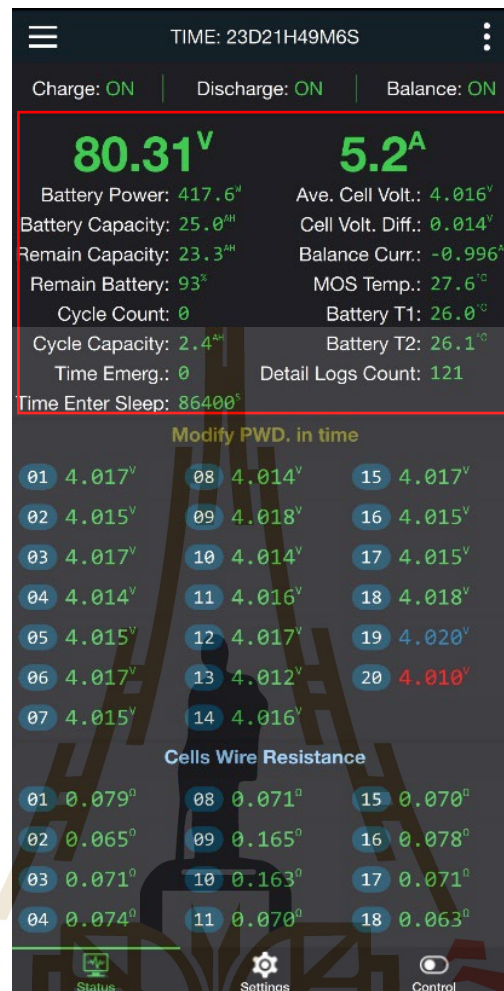 TIME: 23D21H49M6S
Charge: ON Discharge: ON Balance: ON
80.31V 5.2A
Battery Power: 417.6W Ave. Cell Volt.: 4.016V
Battery Capacity: 25.0AH Cell Volt. Diff.: 0.014V
Remain Capacity: 23.3AH Balance Curr.: -0.996A
Remain Battery: 93% MOS Temp.: 27.6°C
Cycle Count: 0 Battery T1: 26.0°C
Cycle Capacity: 2.4AH Battery T2: 26.1°C
Time Emerg.: 0 Detail Logs Count: 121
Time Enter Sleep: 86400S
Modify PWD. in time
01 4.017V 08 4.014V 15 4.017V
02 4.015V 09 4.018V 16 4.015V
03 4.017V 10 4.014V 17 4.015V
04 4.014V 11 4.016V 18 4.018V
05 4.015V 12 4.017V 19 4.020V
06 4.017V 13 4.012V 20 4.010V
07 4.015V 14 4.016V
Cells Wire Resistance
01 0.079Ω 08 0.071Ω 15 0.070Ω
02 0.065Ω 09 0.165Ω 16 0.078Ω
03 0.071Ω 10 0.163Ω 17 0.071Ω
04 0.074Ω 11 0.070Ω 18 0.063Ω
Status Settings Control